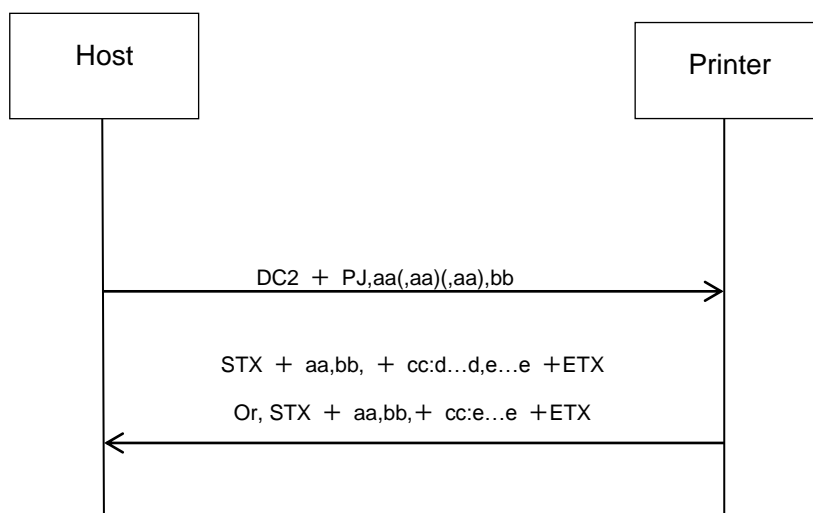 Host
Printer
DC2 ＋ PJ,aa(,aa)(,aa),bb
STX ＋ aa,bb, ＋ cc:d…d,e…e ＋ETX
Or, STX ＋ aa,bb,＋ cc:e…e ＋ETX